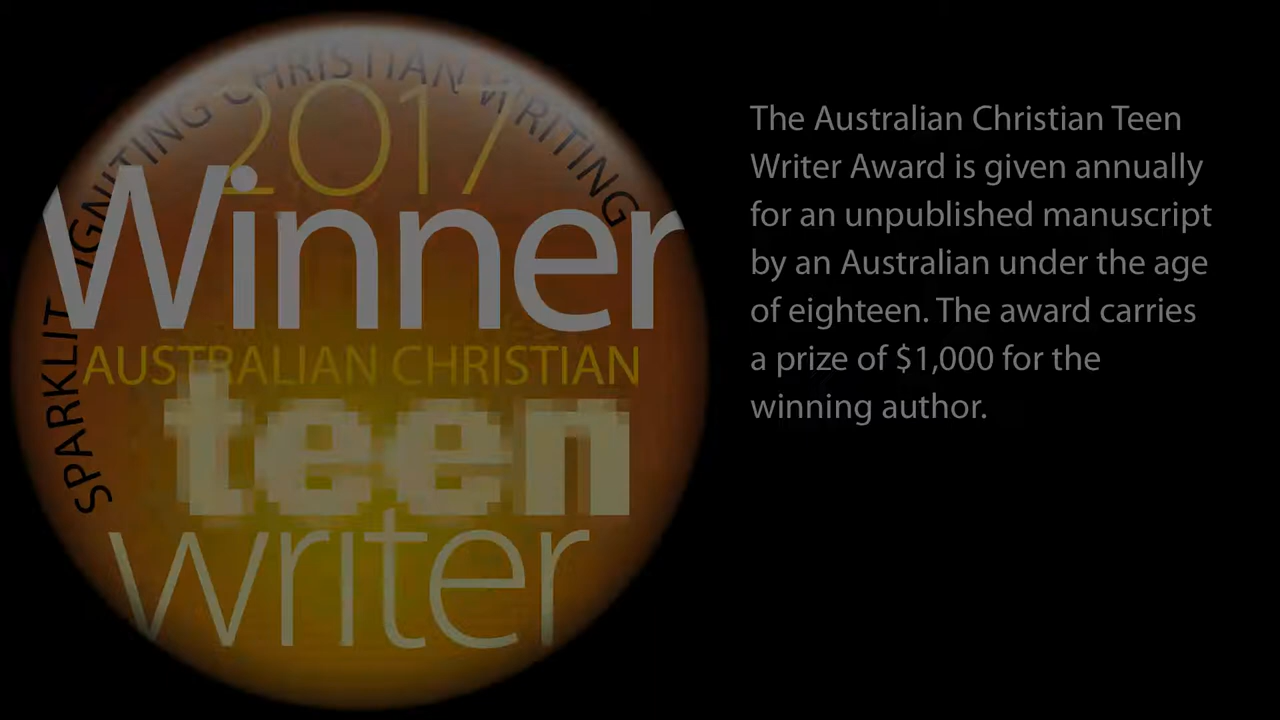 SPARKLIT IGNITING CHRISTIAN WRITING
2017
Winner
AUSTRALIAN CHRISTIAN
teen
writer
The Australian Christian Teen
Writer Award is given annually
for an unpublished manuscript
by an Australian under the age
of eighteen. The award carries
a prize of $1,000 for the
winning author.